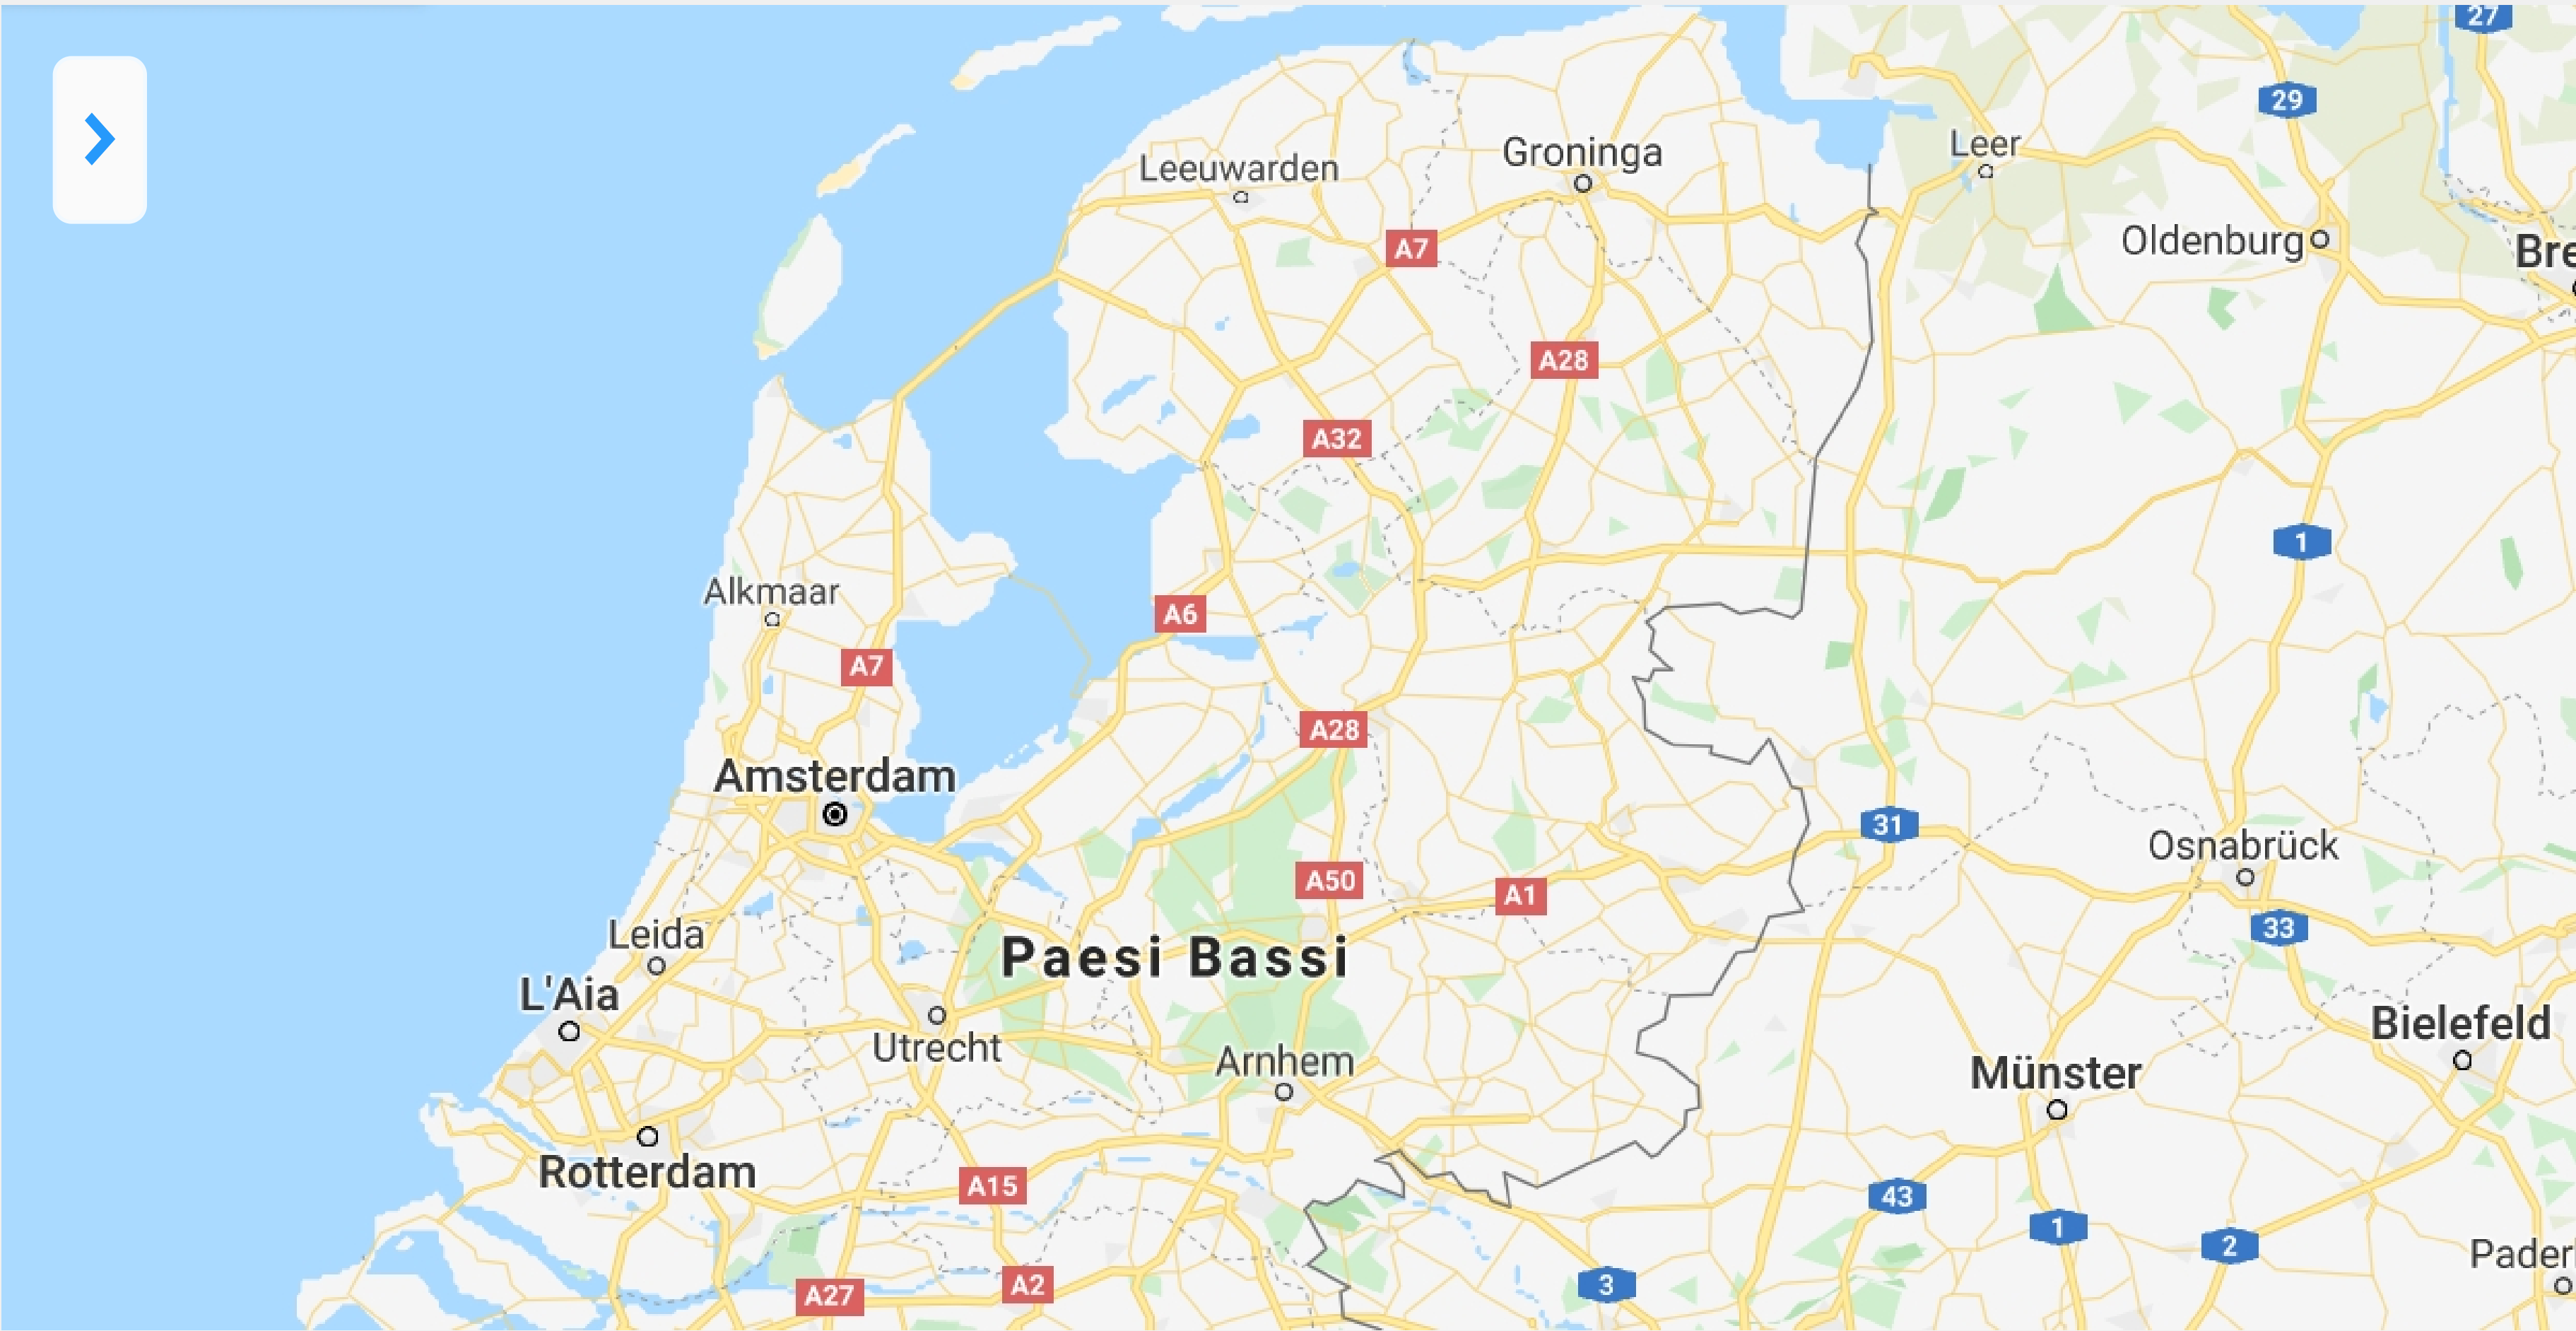 27
29
Leer
Groninga
Leeuwarden
Oldenburg
A7
Bre
A28
A32
1
Alkmaar
A6
A7
A28
Amsterdam
31
Osnabrück
A50
A1
33
Leida
Paesi Bassi
L'Aia
Bielefeld
Utrecht
Arnhem
Münster
Rotterdam
A15
43
1
2
Pader
A27
A2
3